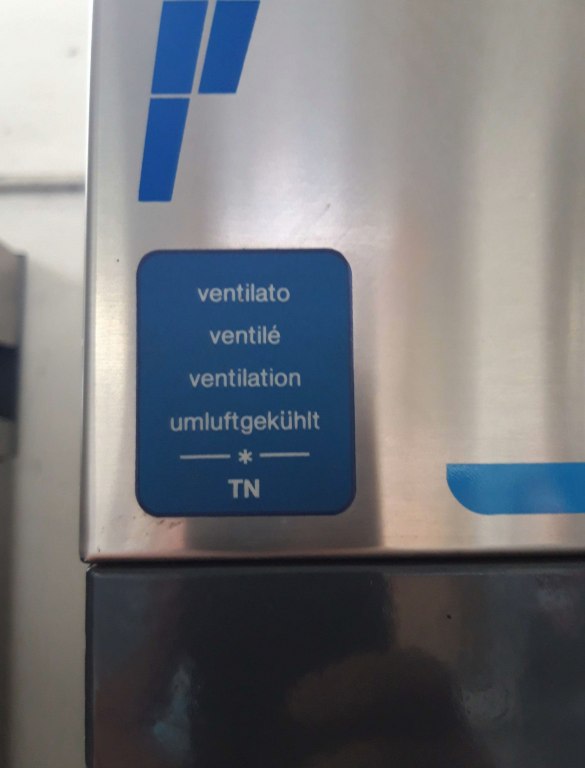 ventilato
ventilé
ventilation
umluftgekühlt
*
TN